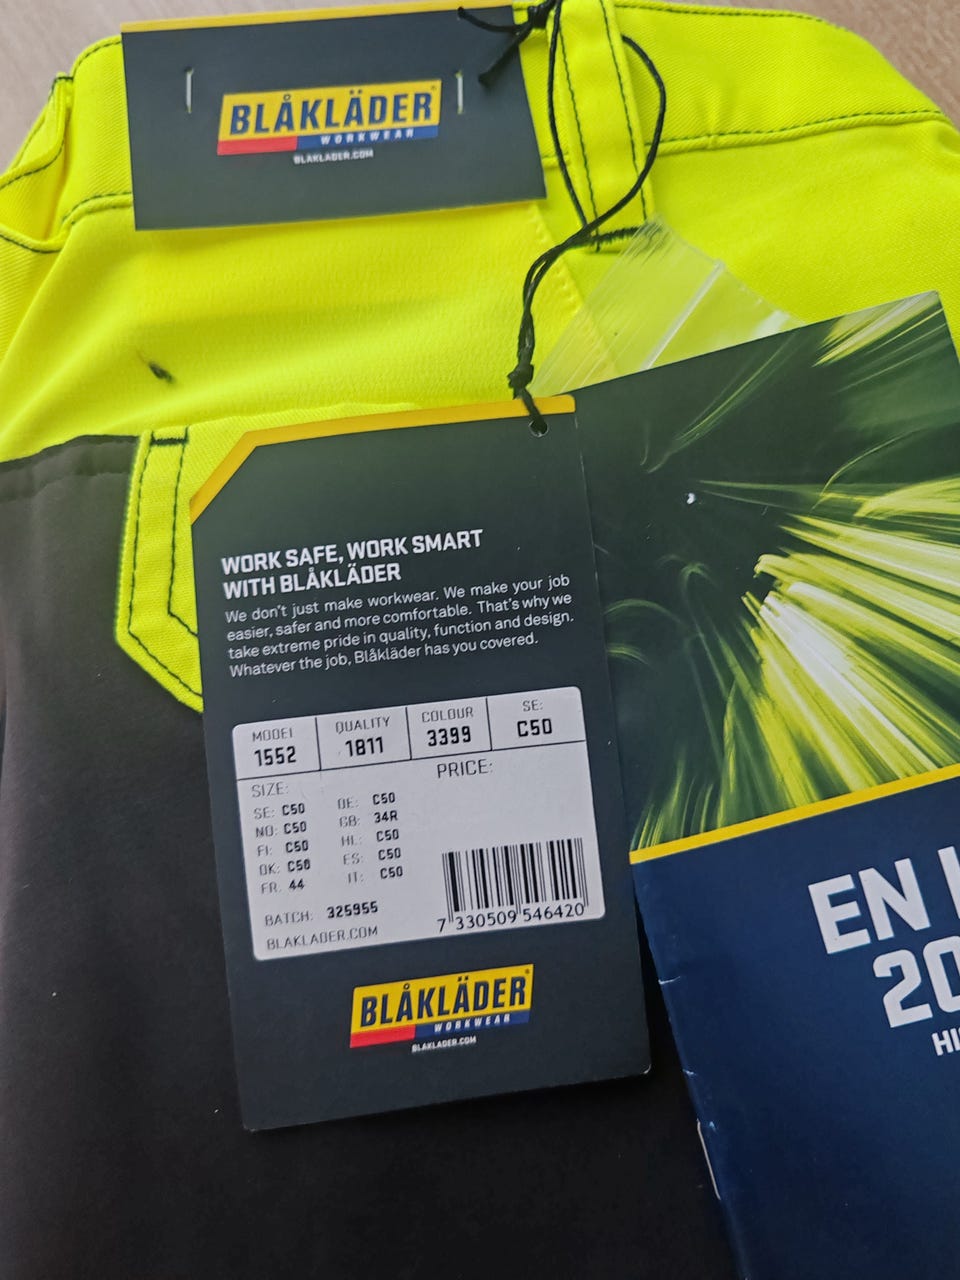 BLÅKLÄDER
WORKWEAR
BLAKLADER.COM
WORK SAFE, WORK SMART
WITH BLÅKLÄDER
We don't just make workwear. We make your job
easier, safer and more comfortable. That's why we
take extreme pride in quality, function and design.
Whatever the job, Blåkläder has you covered.
MODEL QUALITY COLOUR SE:
1552 1811 3399 C50
SIZE: PRICE:
SE: C50 DE: C50
NO: C50 GB: 34R
FI: C50 NL: C50
DK: C50 ES: C50
FR: 44 IT: C50
BATCH: 325955
BLAKLADER.COM
7 330509 546420
BLÅKLÄDER
WORKWEAR
BLAKLADER.COM
EN
20